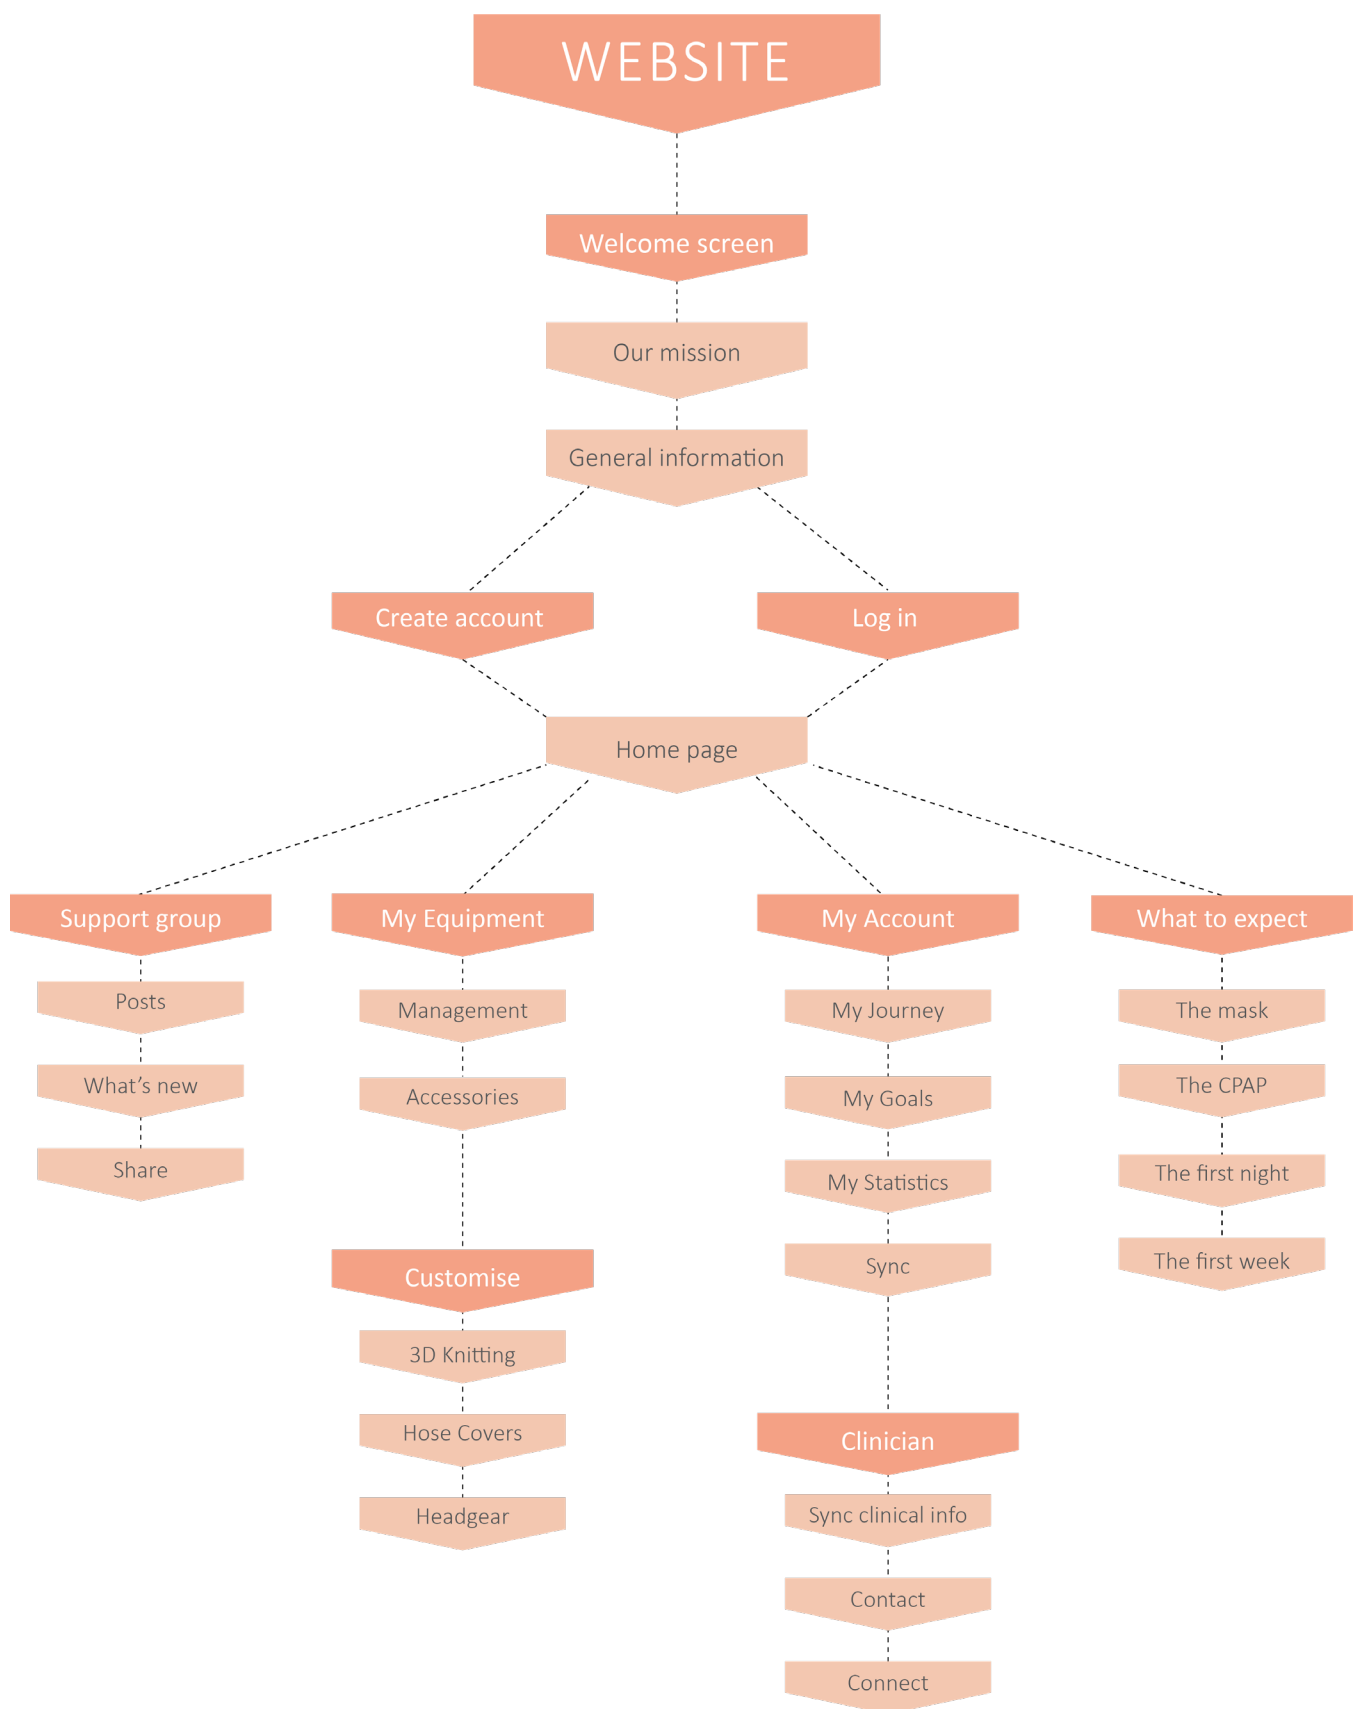 WEBSITE
Welcome screen
Our mission
General information
Create account
Log in
Home page
Support group
Posts
What's new
Share
My Equipment
Management
Accessories
Customise
3D Knitting
Hose Covers
Headgear
My Account
My Journey
My Goals
My Statistics
Sync
Clinician
Sync clinical info
Contact
Connect
What to expect
The mask
The CPAP
The first night
The first week